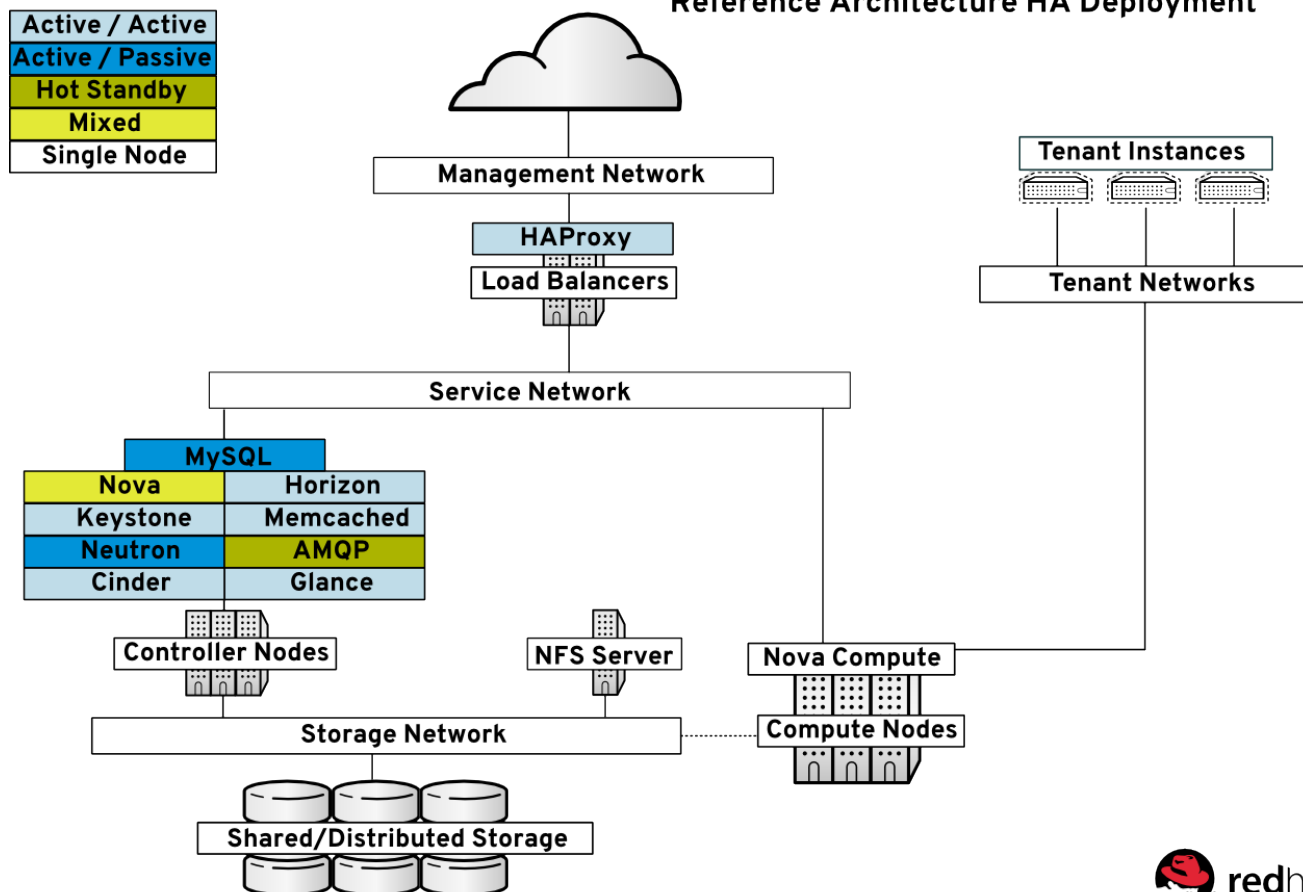 Reference Architecture HA Deployment
Active / Active
Active / Passive
Hot Standby
Mixed
Single Node
Management Network
HAProxy
Load Balancers
Tenant Instances
Tenant Networks
Service Network
MySQL
Nova
Horizon
Keystone
Memcached
Neutron
AMQP
Cinder
Glance
Controller Nodes
NFS Server
Nova Compute
Compute Nodes
Storage Network
Shared/Distributed Storage
redh